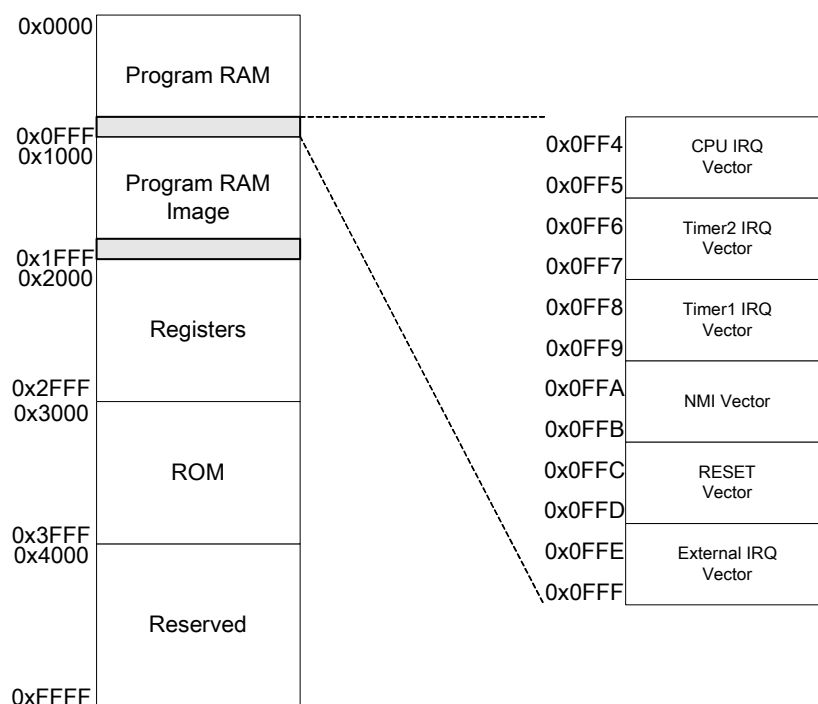 0x0000
Program RAM
0x0FFF
0x1000
Program RAM
Image
0x1FFF
0x2000
Registers
0x2FFF
0x3000
ROM
0x3FFF
0x4000
Reserved
0xFFFF
0x0FF4
CPU IRQ
Vector
0x0FF5
0x0FF6
Timer2 IRQ
Vector
0x0FF7
0x0FF8
Timer1 IRQ
Vector
0x0FF9
0x0FFA
NMI Vector
0x0FFB
0x0FFC
RESET
Vector
0x0FFD
0x0FFE
External IRQ
Vector
0x0FFF